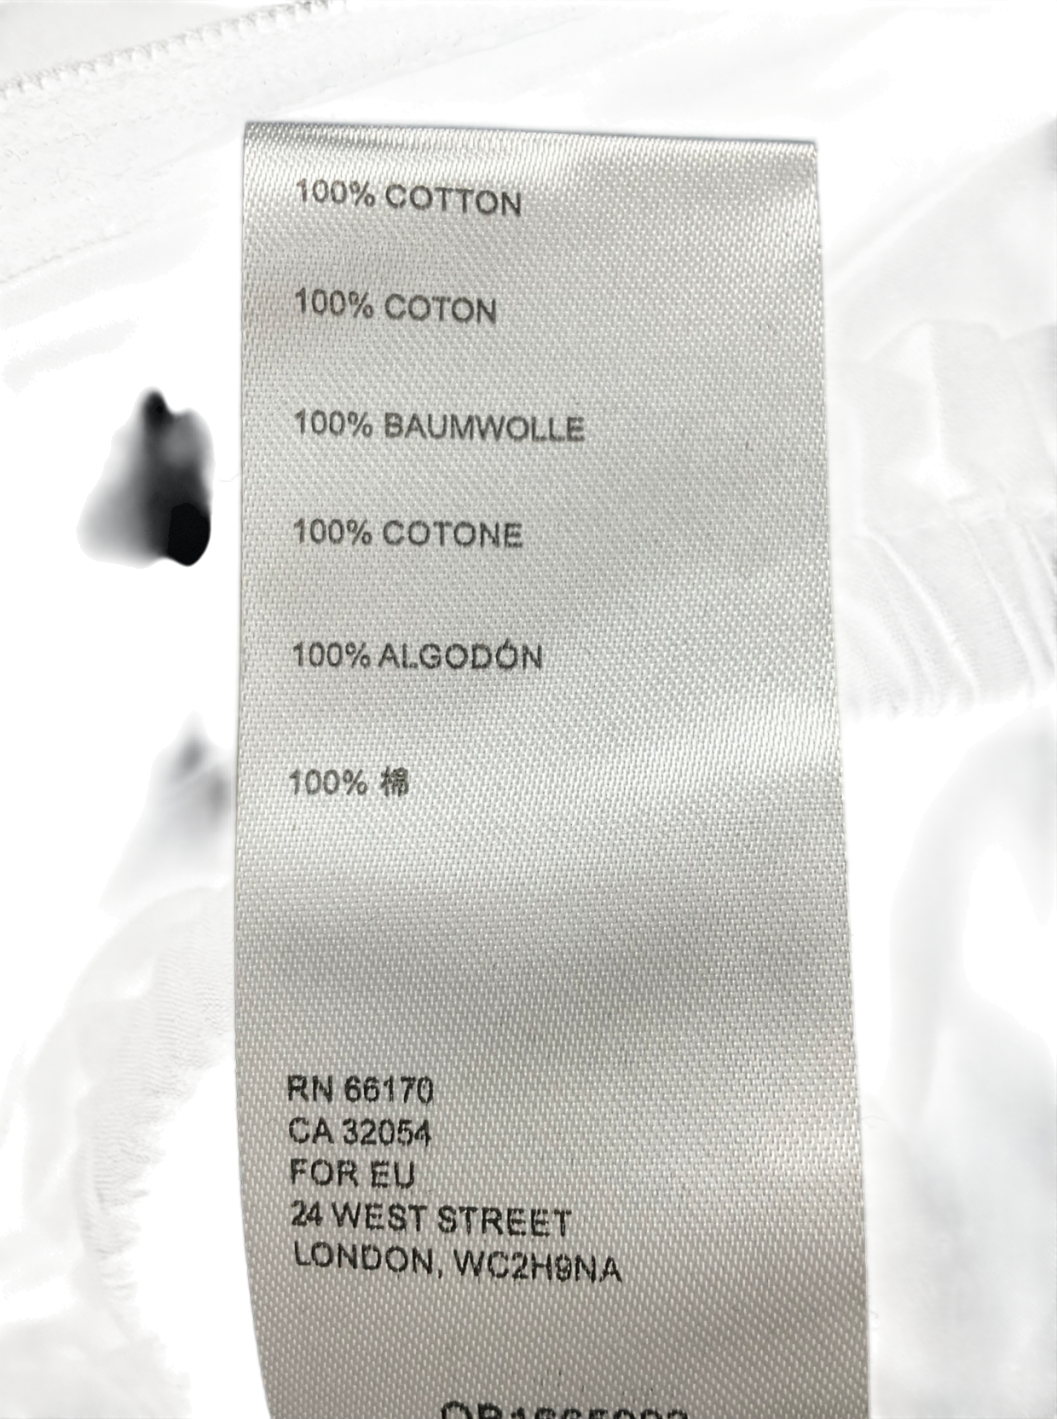 100% COTTON
100% COTON
100% BAUMWOLLE
100% COTONE
100% ALGODÓN
100% 棉
RN 66170
CA 32054
FOR EU
24 WEST STREET
LONDON, WC2H9NA